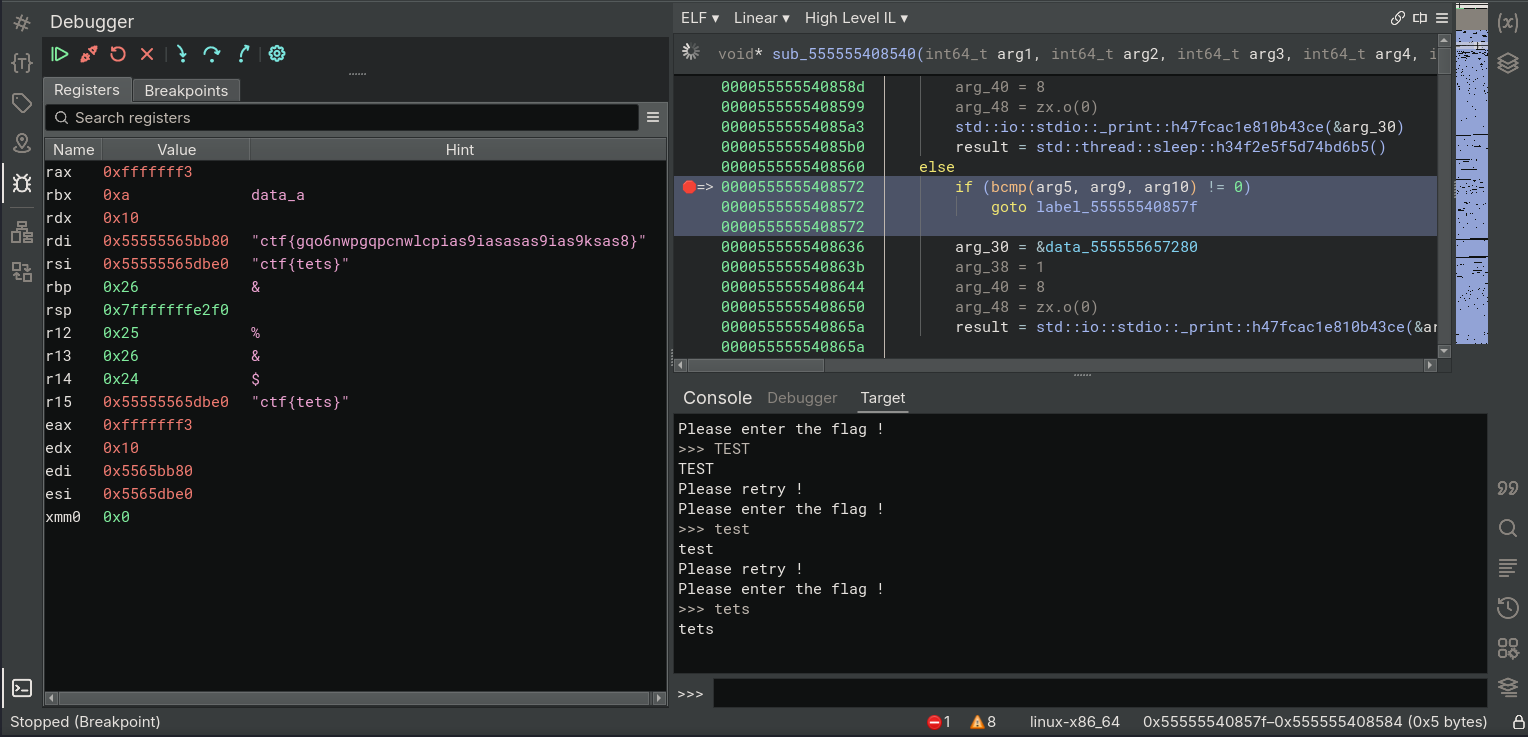 Debugger
Registers
Breakpoints
Search registers
Name Value Hint
rax 0xfffffff3
rbx 0xa data_a
rdx 0x10
rdi 0x55555565bb80 "ctf{gqo6nwpgqpcnwlcpias9iasasas9ias9ksas8}"
rsi 0x55555565dbe0 "ctf{tets}"
rbp 0x26 &
rsp 0x7fffffffe2f0
r12 0x25 %
r13 0x26 &
r14 0x24 $
r15 0x55555565dbe0 "ctf{tets}"
eax 0xfffffff3
edx 0x10
edi 0x5565bb80
esi 0x5565dbe0
xmm0 0x0
ELF ▾ Linear ▾ High Level IL ▾
void* sub_555555408540(int64_t arg1, int64_t arg2, int64_t arg3, int64_t arg4, i
000055555540858d arg_40 = 8
0000555555408599 arg_48 = zx.o(0)
00005555554085a3 std::io::stdio::_print::h47fcac1e810b43ce(&arg_30)
00005555554085b0 result = std::thread::sleep::h34f2e5f5d74bd6b5()
0000555555408560 else
=> 0000555555408572 if (bcmp(arg5, arg9, arg10) != 0)
0000555555408572 goto label_55555540857f
0000555555408572
0000555555408636 arg_30 = &data_555555657280
000055555540863b arg_38 = 1
0000555555408644 arg_40 = 8
0000555555408650 arg_48 = zx.o(0)
000055555540865a result = std::io::stdio::_print::h47fcac1e810b43ce(&ar
000055555540865a
Console Debugger Target
Please enter the flag !
>>> TEST
TEST
Please retry !
Please enter the flag !
>>> test
test
Please retry !
Please enter the flag !
>>> tets
tets
>>>
Stopped (Breakpoint)
1 8 linux-x86_64 0x55555540857f–0x555555408584 (0x5 bytes)